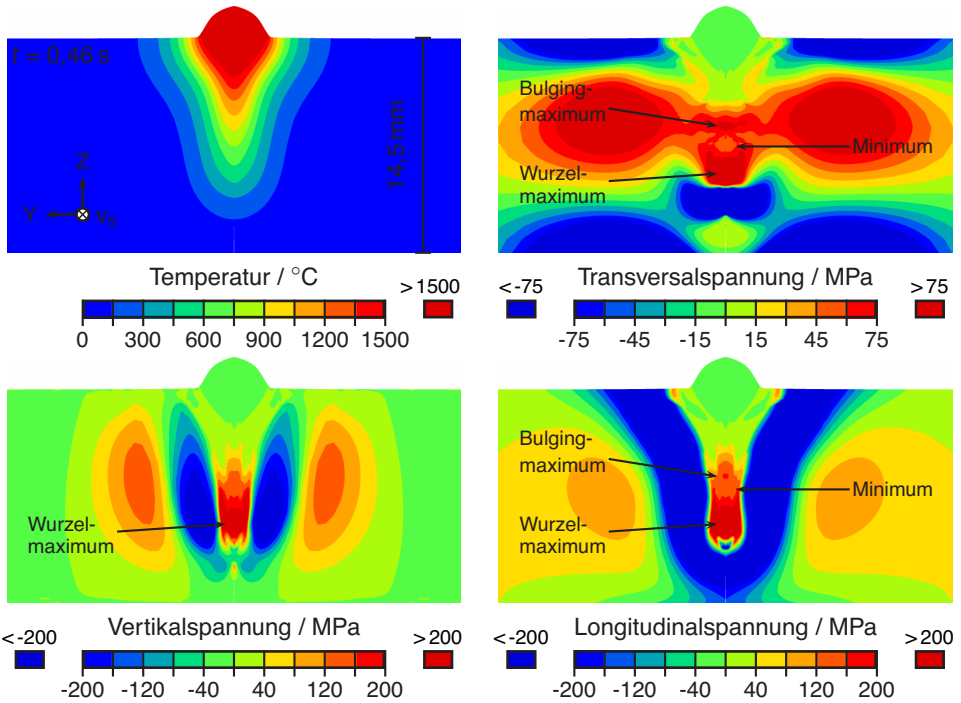 t = 0.46 s
14,5 mm
Z
Y
vs
Temperatur / °C
>1500
0 300 600 900 1200 1500
Bulging-
maximum
Minimum
Wurzel-
maximum
<-75
Transversalspannung / MPa
>75
-75 -45 -15 15 45 75
Wurzel-
maximum
<-200
Vertikalspannung / MPa
>200
-200 -120 -40 40 120 200
Bulging-
maximum
Minimum
Wurzel-
maximum
<-200
Longitudinalspannung / MPa
>200
-200 -120 -40 40 120 200